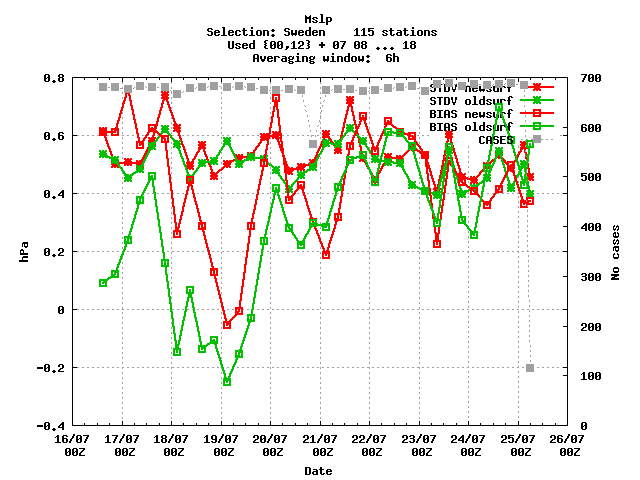 Mslp
Selection: Sweden    115 stations
Used {00,12} + 07 08 ... 18
Averaging window:  6h
0.8
0.6
0.4
0.2
0
-0.2
-0.4
hPa
700
600
500
400
300
200
100
0
No cases
STDV newsurf
STDV oldsurf
BIAS newsurf
BIAS oldsurf
CASES
16/07 17/07 18/07 19/07 20/07 21/07 22/07 23/07 24/07 25/07 26/07
00Z 00Z 00Z 00Z 00Z 00Z 00Z 00Z 00Z 00Z 00Z
Date